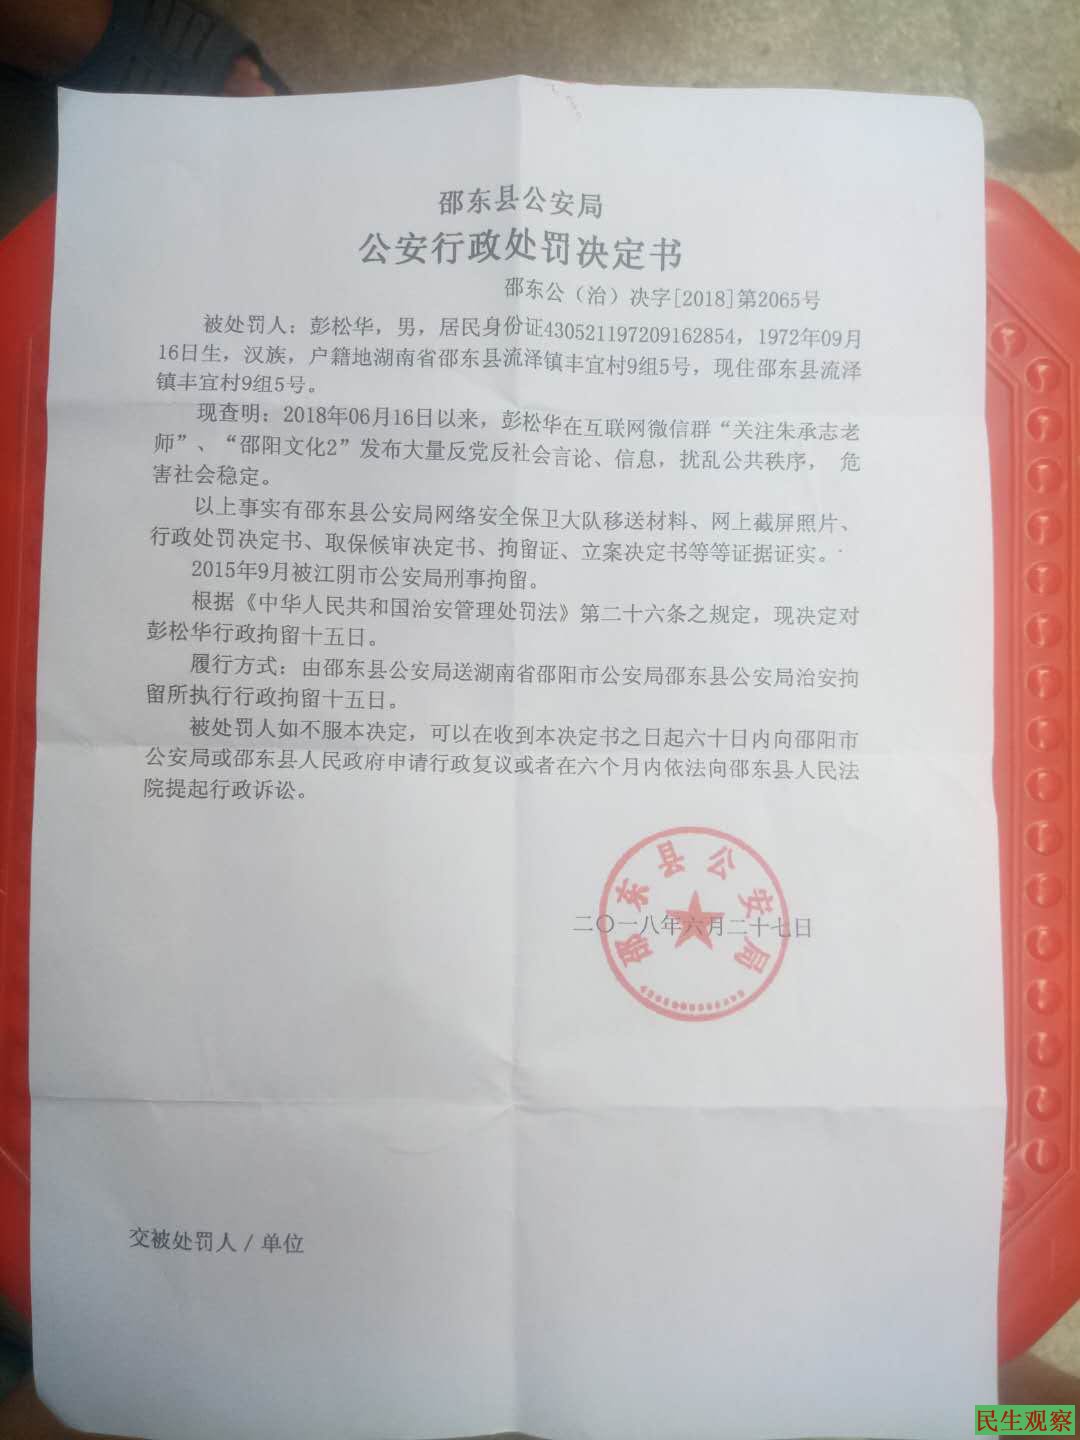 邵东县公安局
公安行政处罚决定书
邵东公（治）决字[2018]第2065号
被处罚人：彭松华，男，居民身份证430521197209162854，1972年09月
16日生，汉族，户籍地湖南省邵东县流泽镇丰宜村9组5号，现住邵东县流泽
镇丰宜村9组5号。
现查明：2018年06月16日以来，彭松华在互联网微信群“关注朱承志老
师”、“邵阳文化2”发布大量反党反社会言论、信息，扰乱公共秩序， 危
害社会稳定。
以上事实有邵东县公安局网络安全保卫大队移送材料、网上截屏照片、
行政处罚决定书、取保候审决定书、拘留证、立案决定书等等证据证实。
2015年9月被江阴市公安局刑事拘留。
根据《中华人民共和国治安管理处罚法》第二十六条之规定，现决定对
彭松华行政拘留十五日。
履行方式：由邵东县公安局送湖南省邵阳市公安局邵东县公安局治安拘
留所执行行政拘留十五日。
被处罚人如不服本决定，可以在收到本决定书之日起六十日内向邵阳市
公安局或邵东县人民政府申请行政复议或者在六个月内依法向邵东县人民法
院提起行政诉讼。
邵东县公安局
二〇一八年六月二十七日
交被处罚人/单位
民生观察